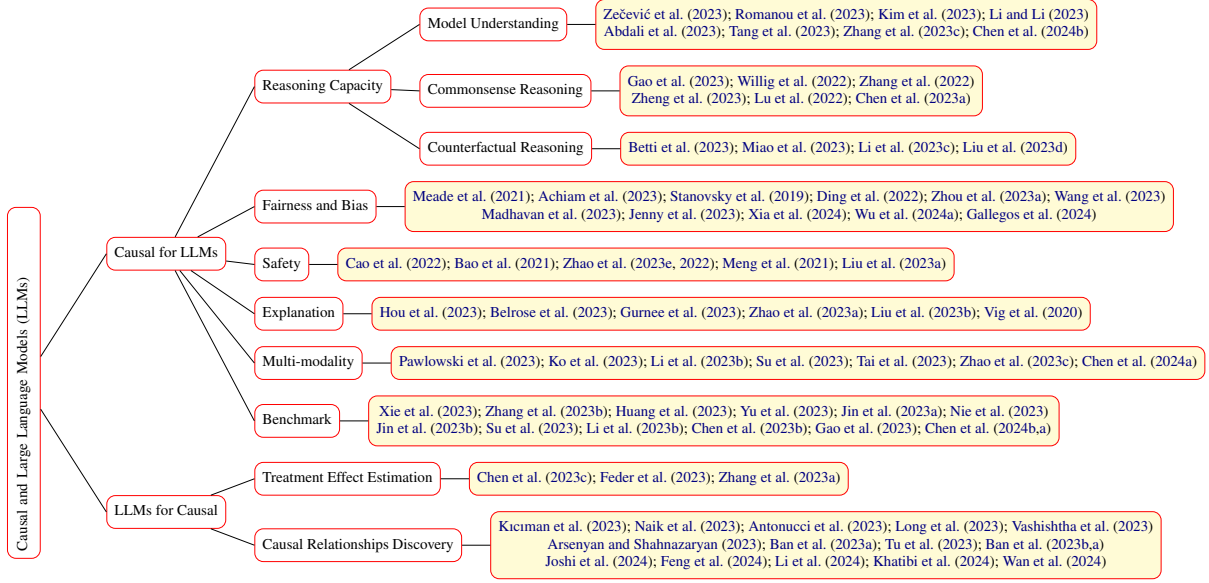 Causal and Large Language Models (LLMs)
Causal for LLMs
Reasoning Capacity
Model Understanding
Zečević et al. (2023); Romanou et al. (2023); Kim et al. (2023); Li and Li (2023)
Abdali et al. (2023); Tang et al. (2023); Zhang et al. (2023c); Chen et al. (2024b)
Commonsense Reasoning
Gao et al. (2023); Willig et al. (2022); Zhang et al. (2022)
Zheng et al. (2023); Lu et al. (2022); Chen et al. (2023a)
Counterfactual Reasoning
Betti et al. (2023); Miao et al. (2023); Li et al. (2023c); Liu et al. (2023d)
Fairness and Bias
Meade et al. (2021); Achiam et al. (2023); Stanovsky et al. (2019); Ding et al. (2022); Zhou et al. (2023a); Wang et al. (2023)
Madhavan et al. (2023); Jenny et al. (2023); Xia et al. (2024); Wu et al. (2024a); Gallegos et al. (2024)
Safety
Cao et al. (2022); Bao et al. (2021); Zhao et al. (2023e, 2022); Meng et al. (2021); Liu et al. (2023a)
Explanation
Hou et al. (2023); Belrose et al. (2023); Gurnee et al. (2023); Zhao et al. (2023a); Liu et al. (2023b); Vig et al. (2020)
Multi-modality
Pawlowski et al. (2023); Ko et al. (2023); Li et al. (2023b); Su et al. (2023); Tai et al. (2023); Zhao et al. (2023c); Chen et al. (2024a)
Benchmark
Xie et al. (2023); Zhang et al. (2023b); Huang et al. (2023); Yu et al. (2023); Jin et al. (2023a); Nie et al. (2023)
Jin et al. (2023b); Su et al. (2023); Li et al. (2023b); Chen et al. (2023b); Gao et al. (2023); Chen et al. (2024b,a)
LLMs for Causal
Treatment Effect Estimation
Chen et al. (2023c); Feder et al. (2023); Zhang et al. (2023a)
Causal Relationships Discovery
Kıcıman et al. (2023); Naik et al. (2023); Antonucci et al. (2023); Long et al. (2023); Vashishtha et al. (2023)
Arsenyan and Shahnazaryan (2023); Ban et al. (2023a); Tu et al. (2023); Ban et al. (2023b,a)
Joshi et al. (2024); Feng et al. (2024); Li et al. (2024); Khatibi et al. (2024); Wan et al. (2024)